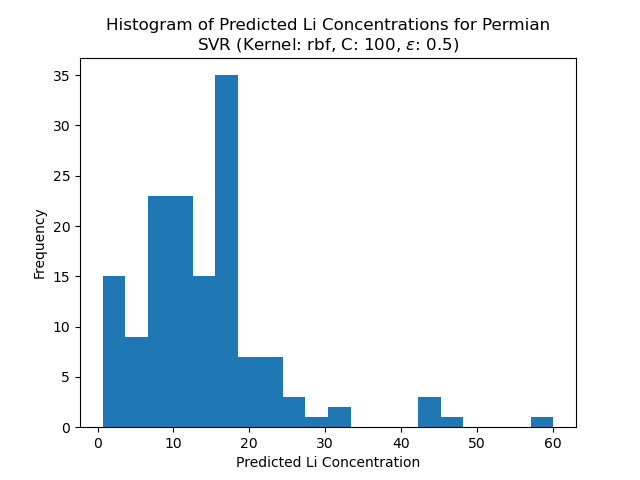 Histogram of Predicted Li Concentrations for Permian
SVR (Kernel: rbf, C: 100, ε: 0.5)
35
30
25
20
15
10
5
0
Frequency
0 10 20 30 40 50 60
Predicted Li Concentration